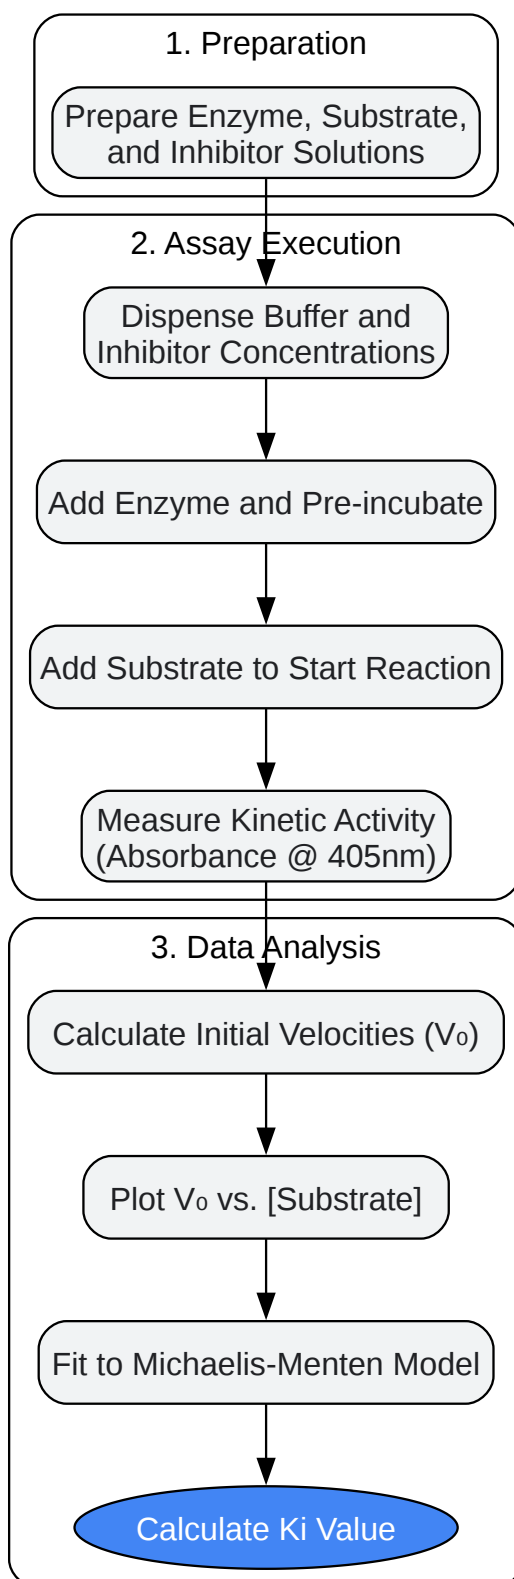 1. Preparation
Prepare Enzyme, Substrate,
and Inhibitor Solutions
2. Assay Execution
Dispense Buffer and
Inhibitor Concentrations
Add Enzyme and Pre-incubate
Add Substrate to Start Reaction
Measure Kinetic Activity
(Absorbance @ 405nm)
3. Data Analysis
Calculate Initial Velocities (V₀)
Plot V₀ vs. [Substrate]
Fit to Michaelis-Menten Model
Calculate Ki Value